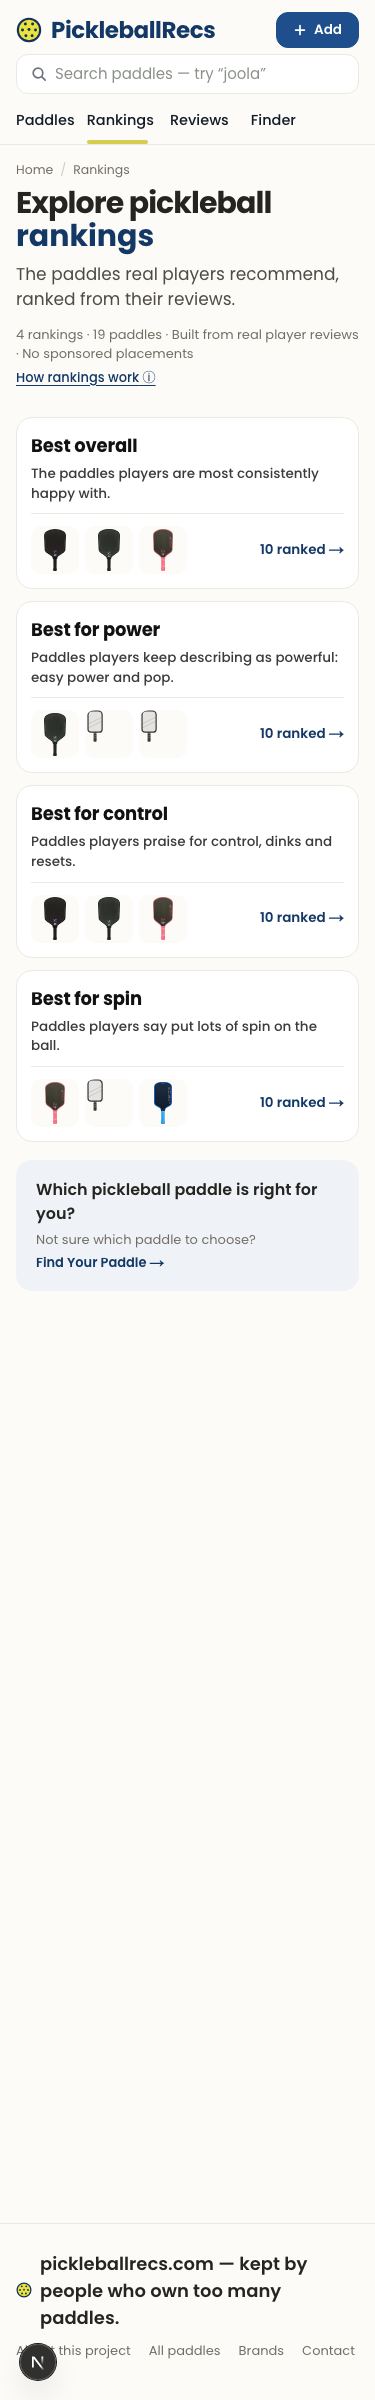 PickleballRecs
+ Add
Search paddles — try “joola”
Paddles Rankings Reviews Finder
Home / Rankings
Explore pickleball
rankings
The paddles real players recommend,
ranked from their reviews.
4 rankings · 19 paddles · Built from real player reviews
· No sponsored placements
How rankings work ⓘ
Best overall
The paddles players are most consistently
happy with.
10 ranked →
Best for power
Paddles players keep describing as powerful:
easy power and pop.
10 ranked →
Best for control
Paddles players praise for control, dinks and
resets.
10 ranked →
Best for spin
Paddles players say put lots of spin on the
ball.
10 ranked →
Which pickleball paddle is right for
you?
Not sure which paddle to choose?
Find Your Paddle →
pickleballrecs.com — kept by
people who own too many
paddles.
this project All paddles Brands Contact
N